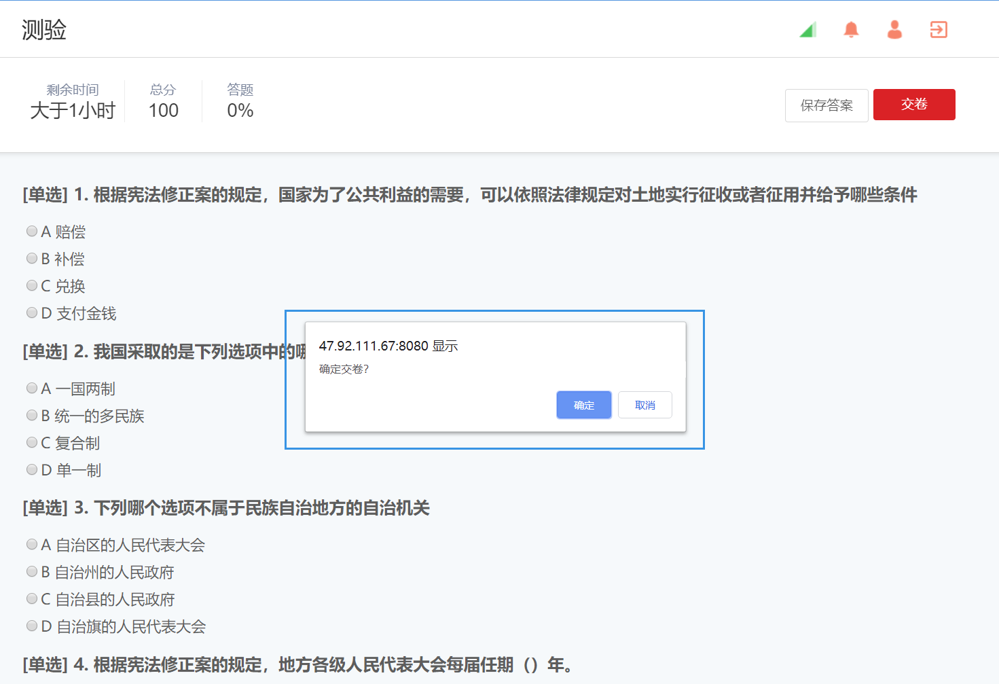 测验
剩余时间 总分 答题
大于1小时 100 0%
保存答案 交卷
[单选] 1. 根据宪法修正案的规定，国家为了公共利益的需要，可以依照法律规定对土地实行征收或者征用并给予哪些条件
A 赔偿
B 补偿
C 兑换
D 支付金钱
[单选] 2. 我国采取的是下列选项中的哪
A 一国两制
B 统一的多民族
C 复合制
D 单一制
47.92.111.67:8080 显示
确定交卷?
确定 取消
[单选] 3. 下列哪个选项不属于民族自治地方的自治机关
A 自治区的人民代表大会
B 自治州的人民政府
C 自治县的人民政府
D 自治旗的人民代表大会
[单选] 4. 根据宪法修正案的规定，地方各级人民代表大会每届任期（）年。